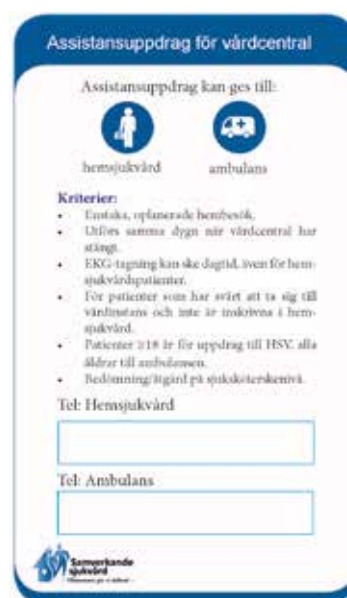 Assistansuppdrag för vårdcentral
Assistansuppdrag kan ges till:
hemsjukvård
ambulans
Kriterier:
• Enstaka, oplanerade hembesök.
• Utförs samma dygn när vårdcentral har
stängt.
• EKG-tagning kan ske dagtid, även för hem-
sjukvårdspatienter.
• För patienter som har svårt att ta sig till
vårdinstans och inte är inskrivna i hem-
sjukvård.
• Patienter ≥18 år för uppdrag till HSV, alla
åldrar till ambulansen.
• Bedömning/åtgärd på sjuksköterskenivå.
Tel: Hemsjukvård
Tel: Ambulans
Samverkande
sjukvård